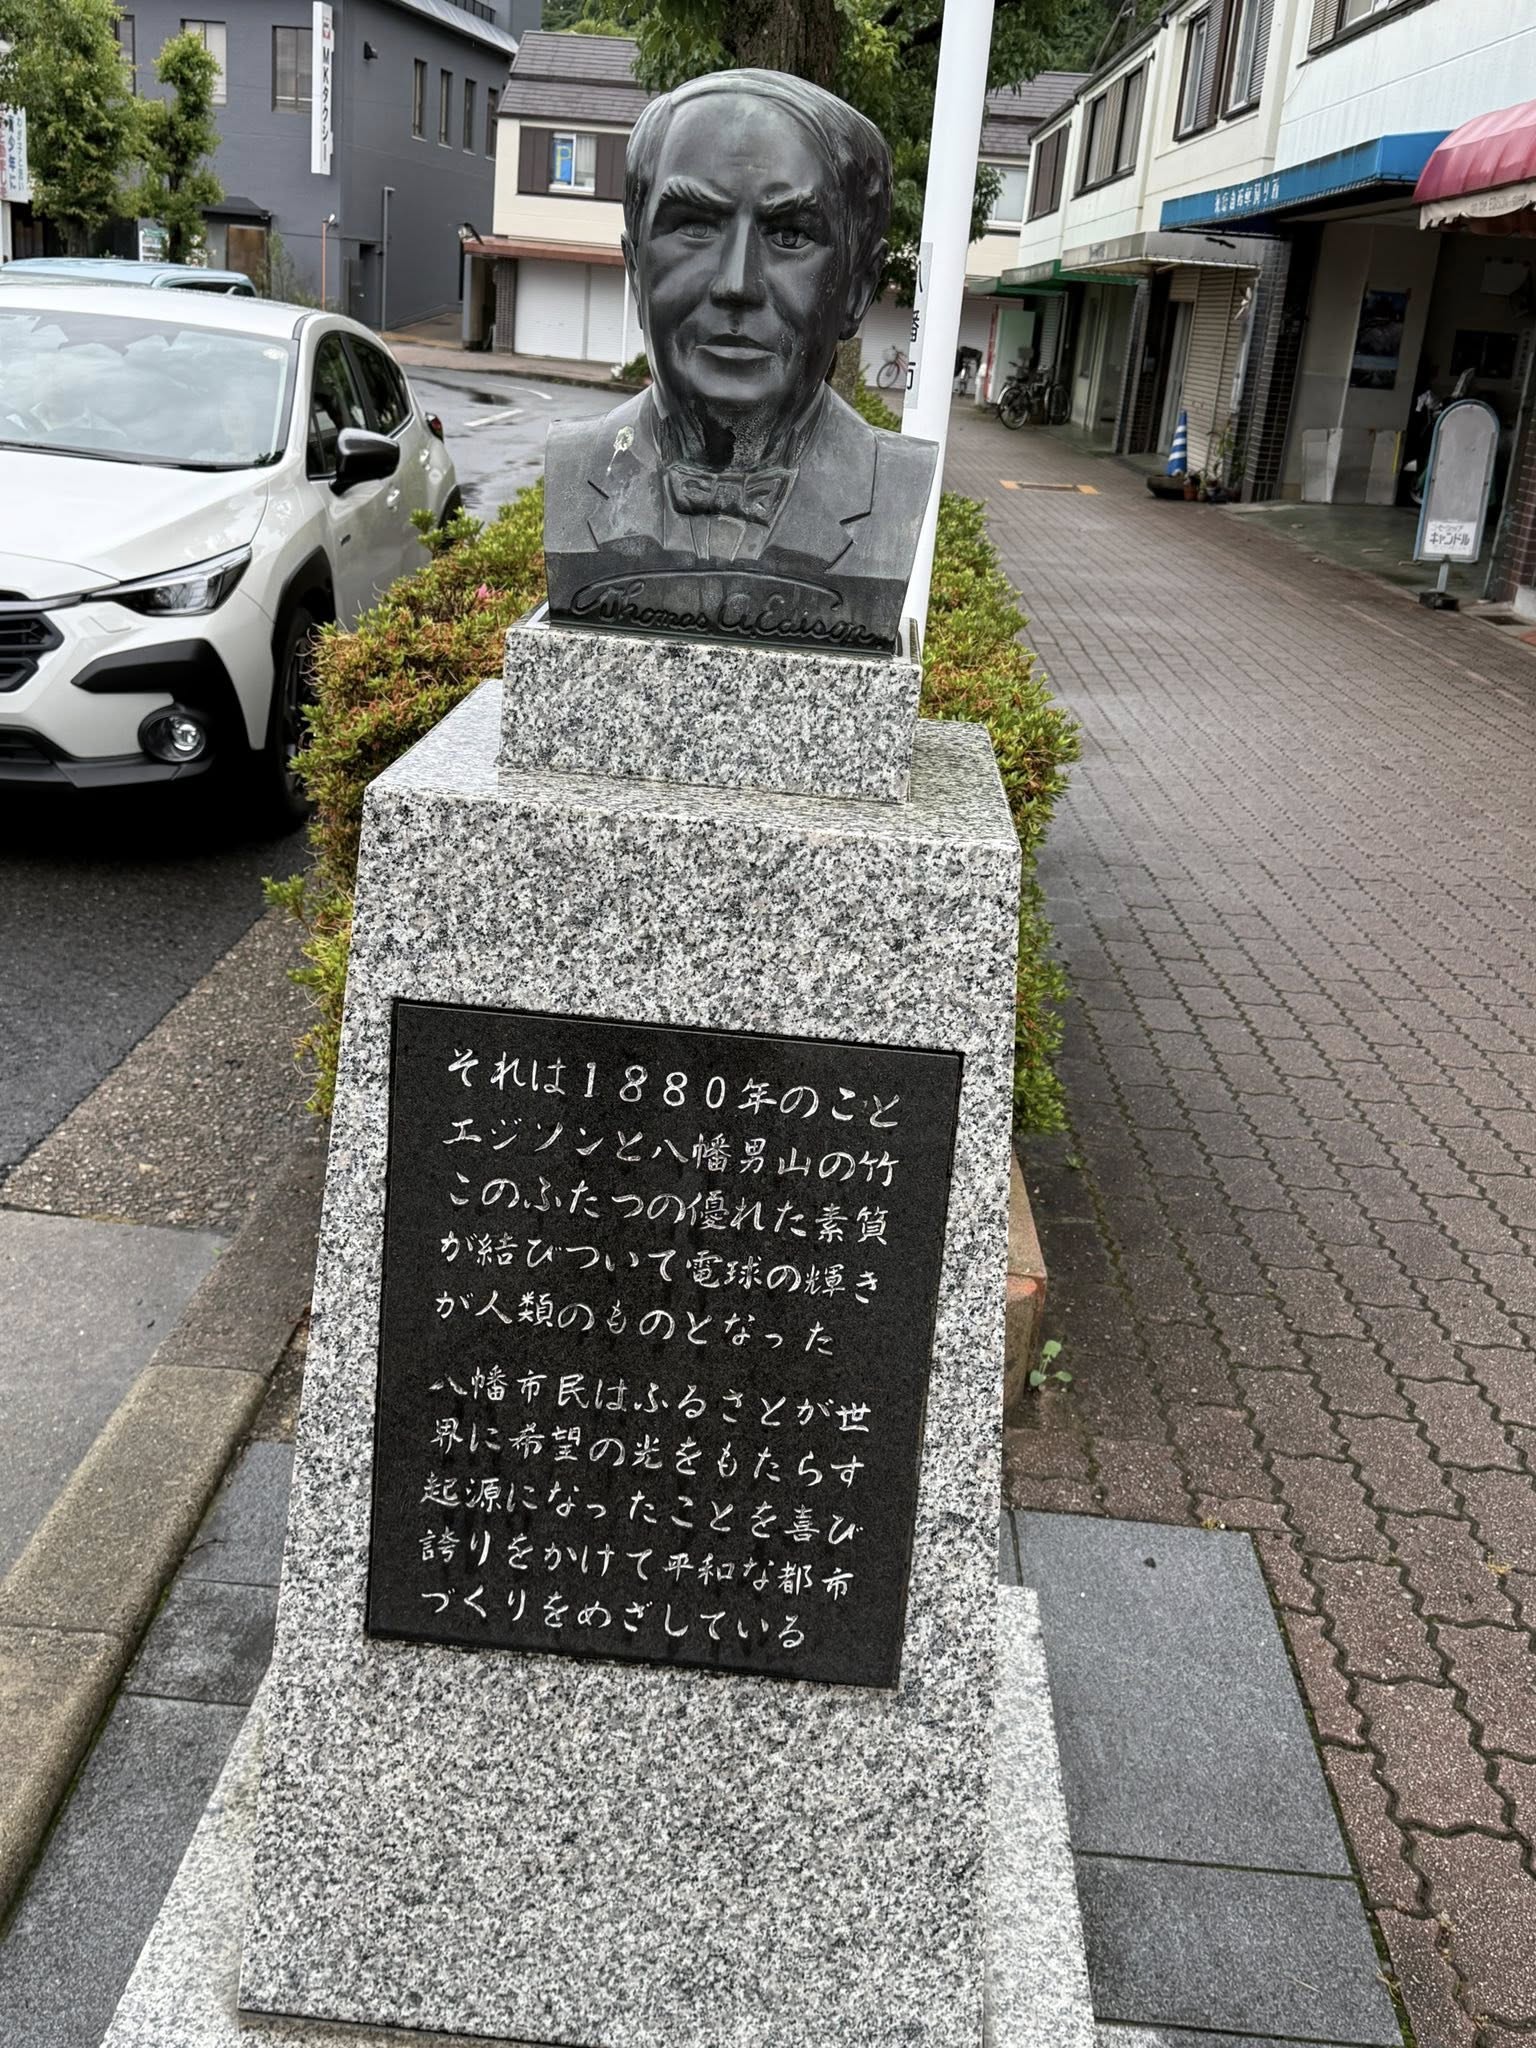 MKタクシー
P
八幡市
キャンドル
Thomas A Edison
それは1880年のこと
エジソンと八幡男山の竹
このふたつの優れた素質
が結びついて電球の輝き
が人類のものとなった
八幡市民はふるさとが世
界に希望の光をもたらす
起源になったことを喜び
誇りをかけて平和な都市
づくりをめざしている